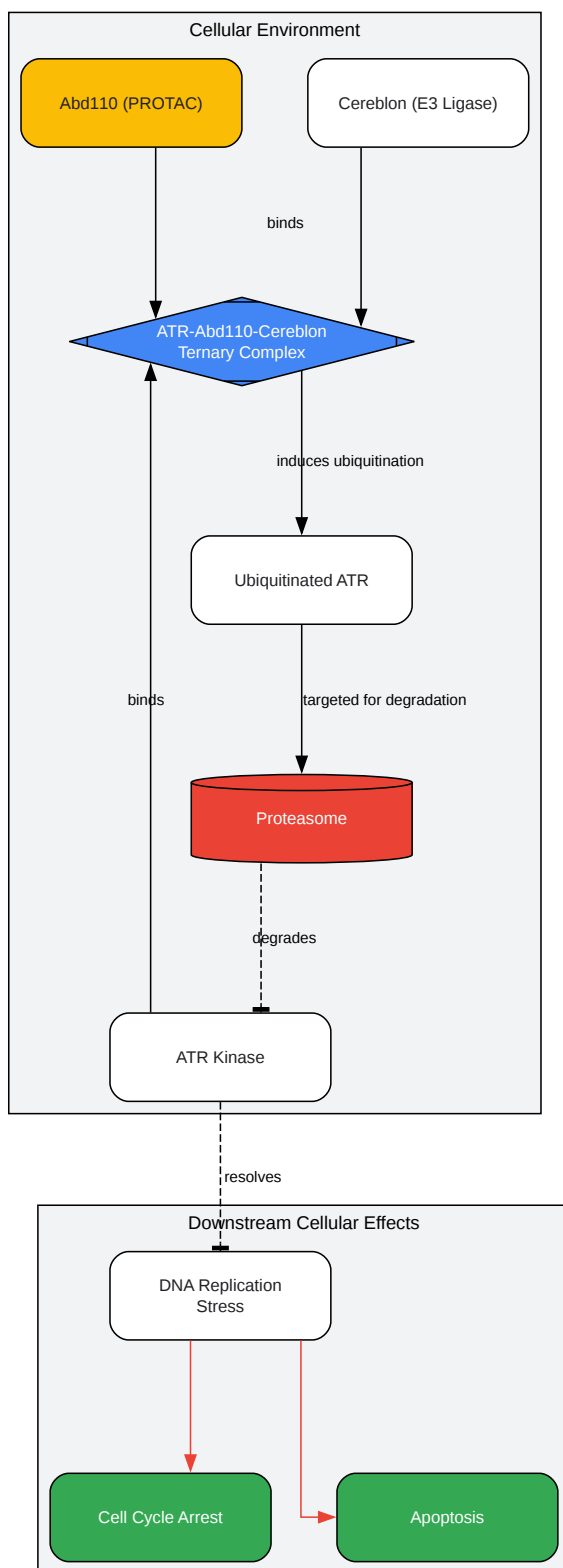 Cellular Environment
Abd110 (PROTAC)
Cereblon (E3 Ligase)
binds
ATR-Abd110-Cereblon
Ternary Complex
induces ubiquitination
Ubiquitinated ATR
binds
targeted for degradation
Proteasome
degrades
ATR Kinase
resolves
Downstream Cellular Effects
DNA Replication
Stress
Cell Cycle Arrest
Apoptosis